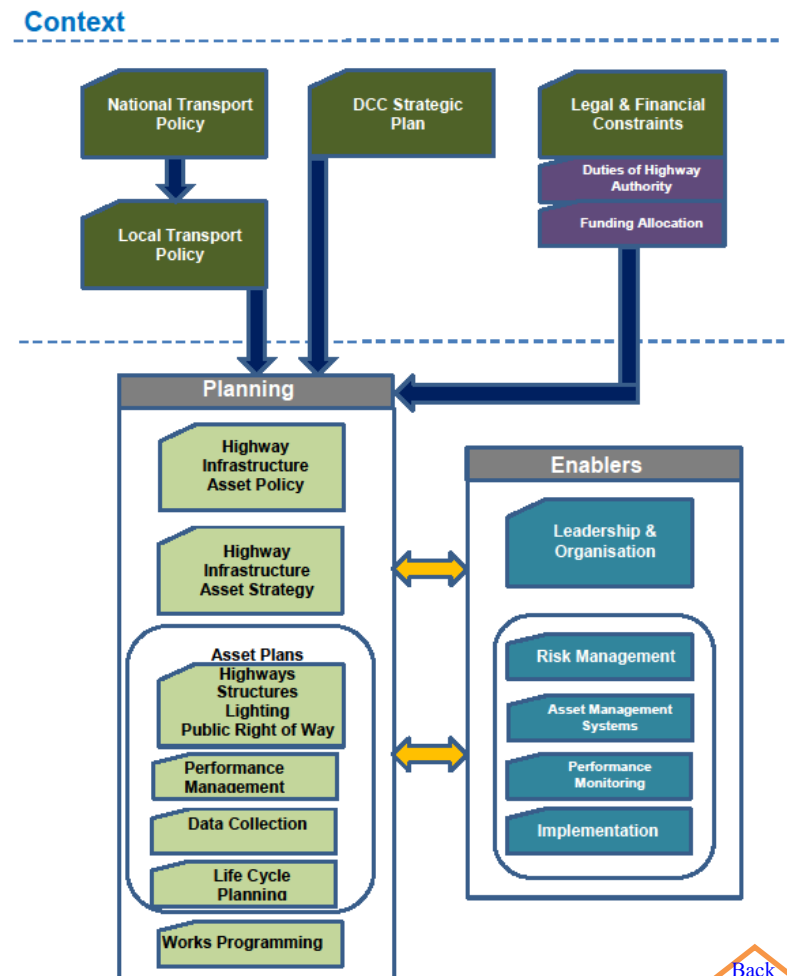 Context
National Transport
Policy
DCC Strategic
Plan
Legal & Financial
Constraints
Duties of Highway
Authority
Funding Allocation
Local Transport
Policy
Planning
Highway
Infrastructure
Asset Policy
Highway
Infrastructure
Asset Strategy
Asset Plans
Highways
Structures
Lighting
Public Right of Way
Performance
Management
Data Collection
Life Cycle
Planning
Works Programming
Enablers
Leadership &
Organisation
Risk Management
Asset Management
Systems
Performance
Monitoring
Implementation
Back